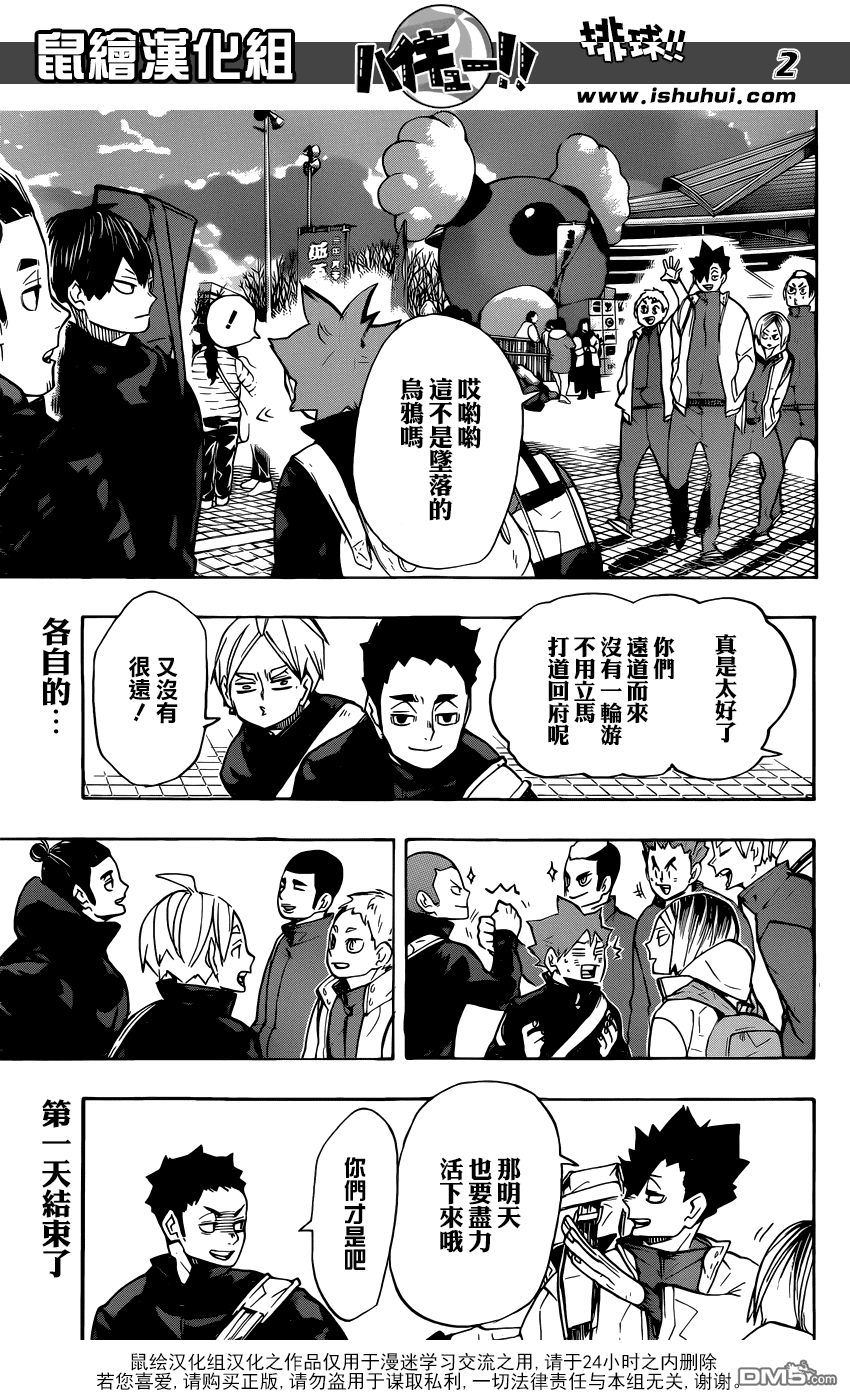 鼠繪漢化組
ハイキュー!!
排球!!
2
www.ishuhui.com
!
哎喲喲
這不是墜落的
烏鴉嗎
真是太好了
你們
遠道而來
沒有一輪游
不用立馬
打道回府呢
又沒有
很遠!
各自的…
那明天
也要盡力
活下來哦
你們才是吧
第一天結束了
鼠绘汉化组汉化之作品仅用于漫迷学习交流之用,请于24小时之内删除
若您喜爱,请购买正版,请勿盗用于谋取私利,一切法律责任与本组无关,谢谢。
DM5.com